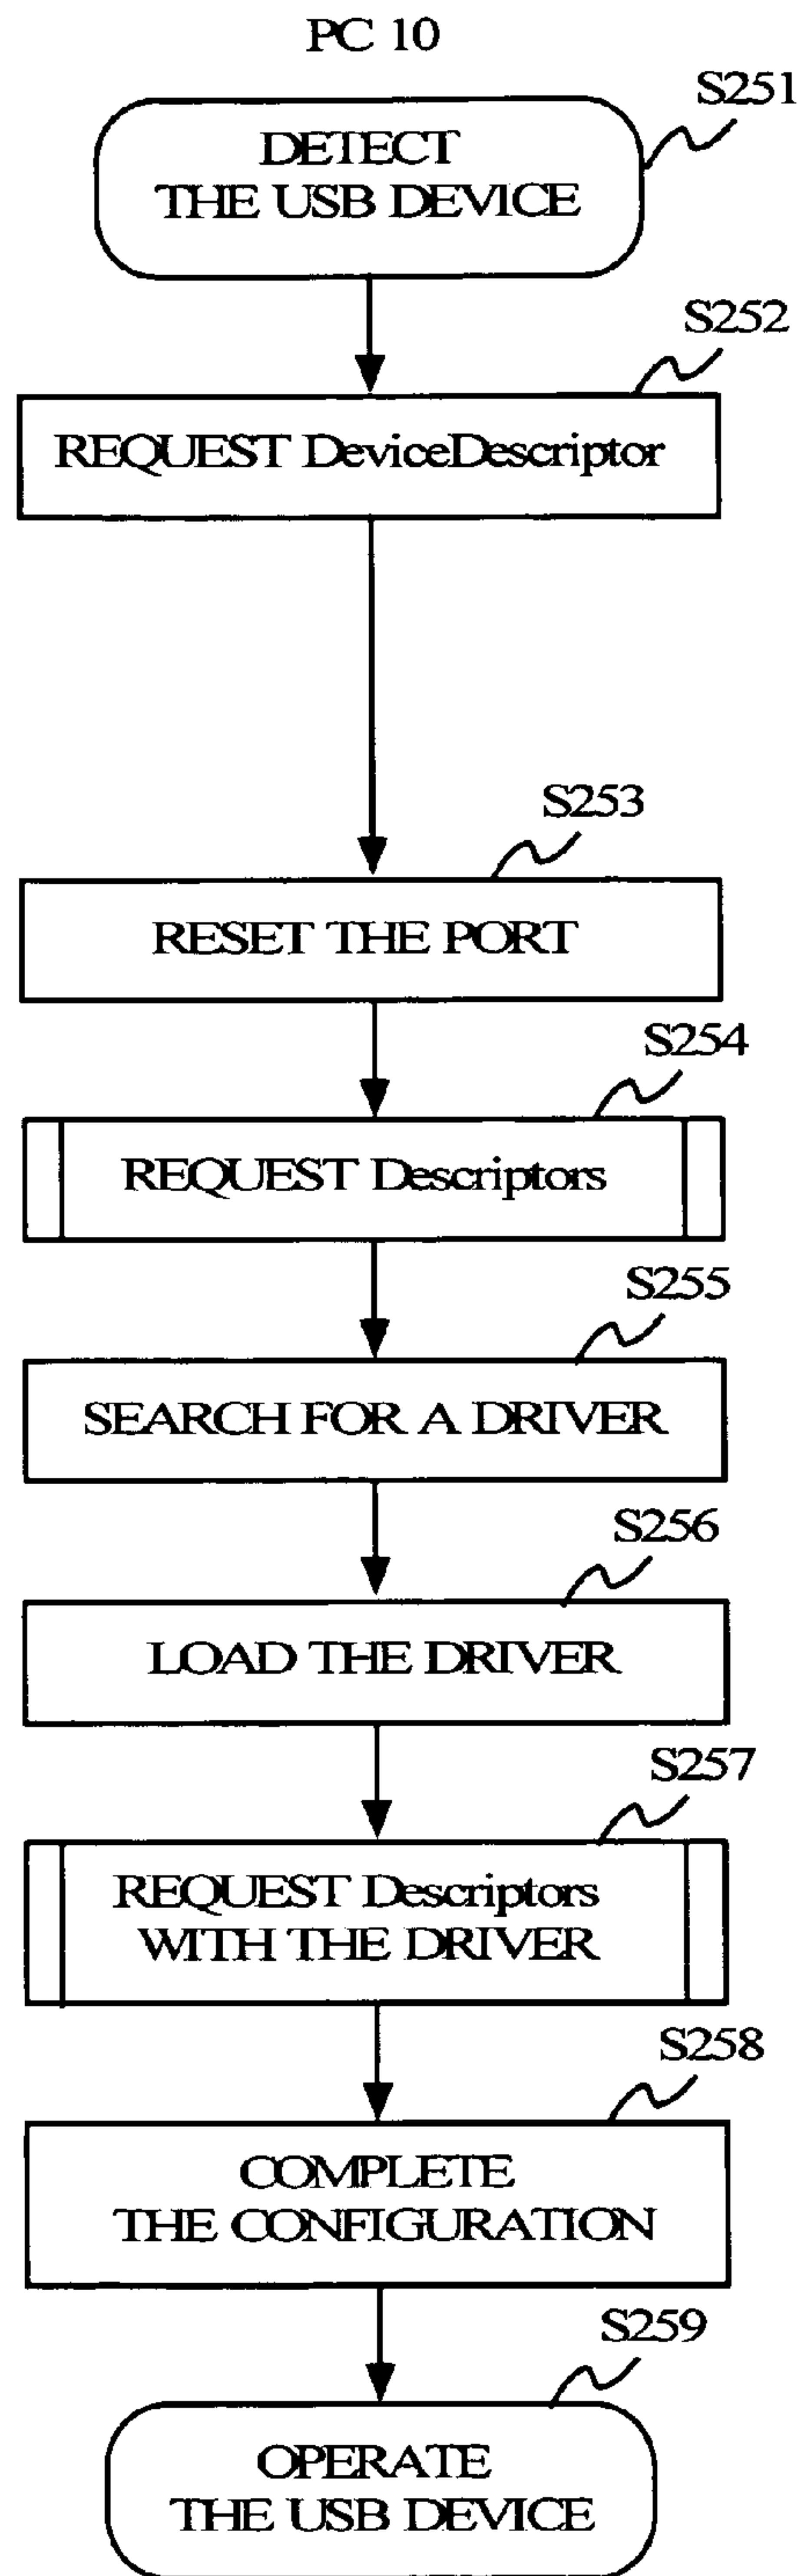 PC 10
S251
DETECT
THE USB DEVICE
S252
REQUEST DeviceDescriptor
S253
RESET THE PORT
S254
REQUEST Descriptors
S255
SEARCH FOR A DRIVER
S256
LOAD THE DRIVER
S257
REQUEST Descriptors
WITH THE DRIVER
S258
COMPLETE
THE CONFIGURATION
S259
OPERATE
THE USB DEVICE